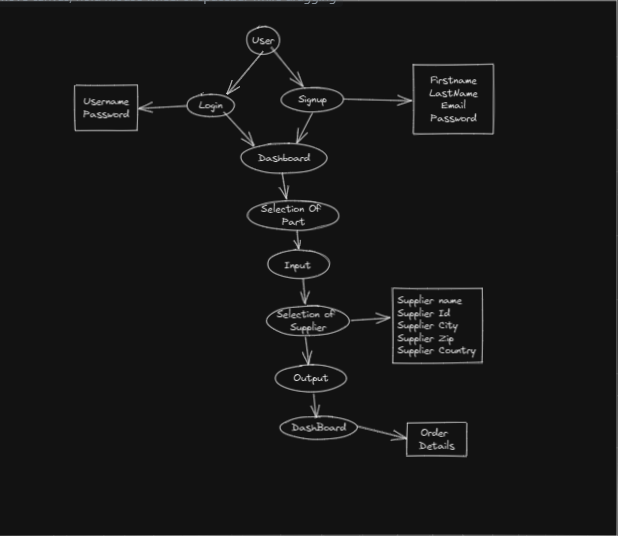 User
Login
Signup
Username
Password
Firstname
LastName
Email
Password
Dashboard
Selection Of
Part
Input
Selection of
Supplier
Supplier name
Supplier Id
Supplier City
Supplier Zip
Supplier Country
Output
DashBoard
Order
Details